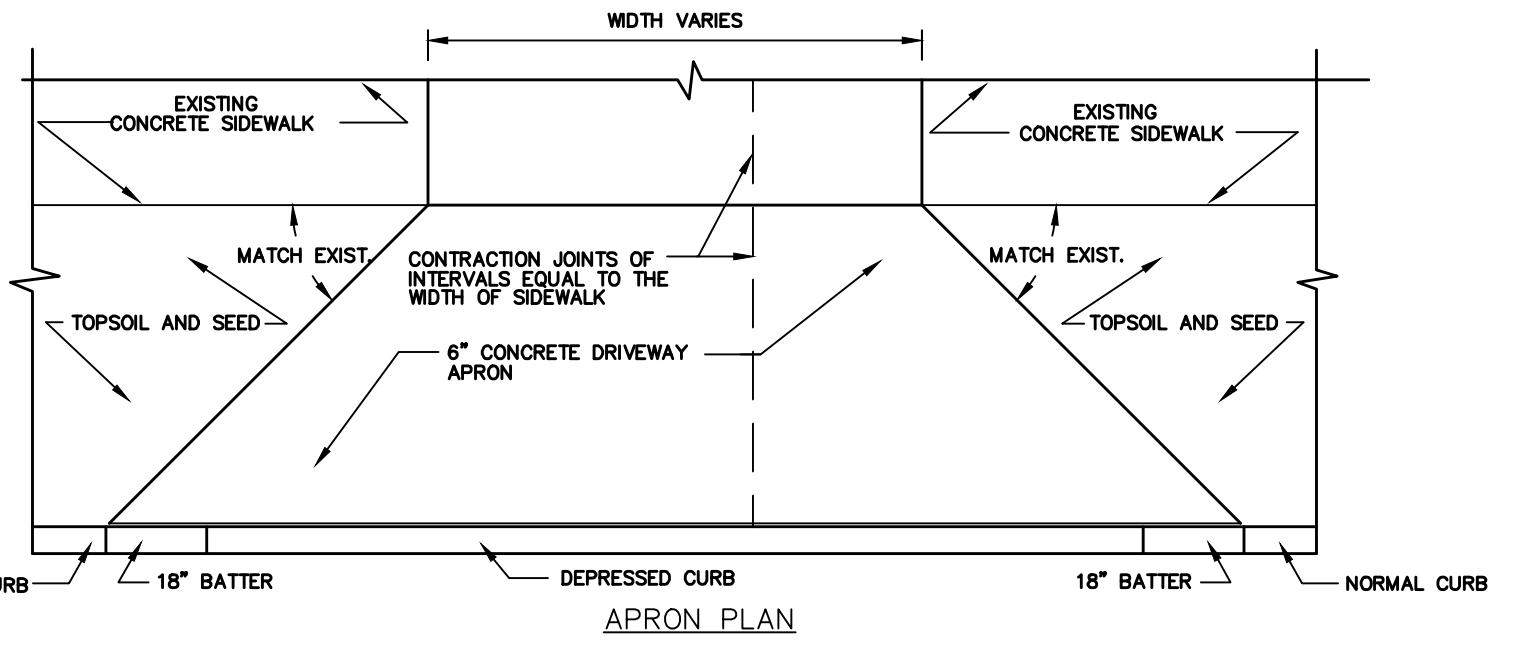 WIDTH VARIES
EXISTING
CONCRETE SIDEWALK
EXISTING
CONCRETE SIDEWALK
MATCH EXIST.
CONTRACTION JOINTS OF
INTERVALS EQUAL TO THE
WIDTH OF SIDEWALK
MATCH EXIST.
TOPSOIL AND SEED
TOPSOIL AND SEED
6" CONCRETE DRIVEWAY
APRON
URB
18" BATTER
DEPRESSED CURB
18" BATTER
NORMAL CURB
APRON PLAN